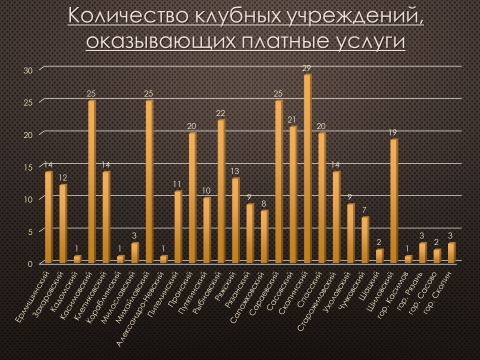 Количество клубных учреждений,
оказывающих платные услуги
30
25
20
15
10
5
0
14
12
1
25
14
1
3
25
1
11
20
10
22
13
9
8
25
21
29
20
14
9
7
2
19
1
3
2
3
Ермишинский
Захаровский
Кадомский
Касимовский
Клепиковский
Кораблинский
Милославский
Михайловский
Александро-Невский
Пителинский
Пронский
Путятинский
Рыбновский
Ряжский
Рязанский
Сапожковский
Сараевский
Сасовский
Скопинский
Спасский
Старожиловский
Ухоловский
Чучковский
Шацкий
Шиловский
гор. Касимов
гор. Рязань
гор. Сасово
гор. Скопин